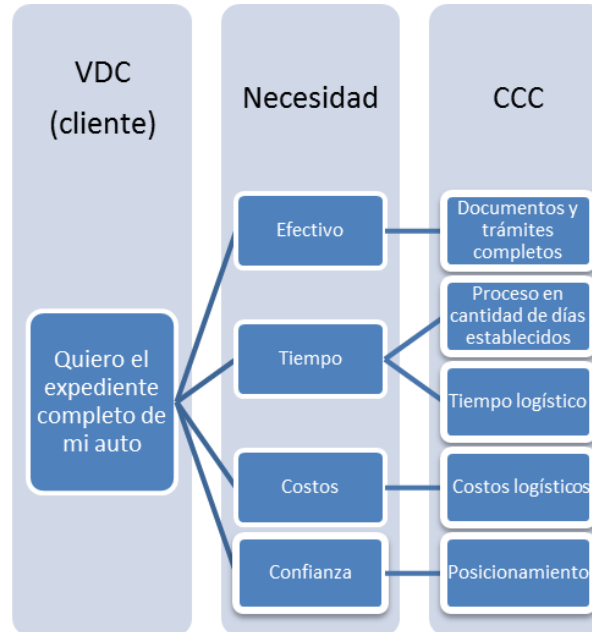 VDC
(cliente)
Necesidad
CCC
Quiero el
expediente
completo de
mi auto
Efectivo
Tiempo
Costos
Confianza
Documentos y
trámites
completos
Proceso en
cantidad de días
establecidos
Tiempo logístico
Costos logísticos
Posicionamiento